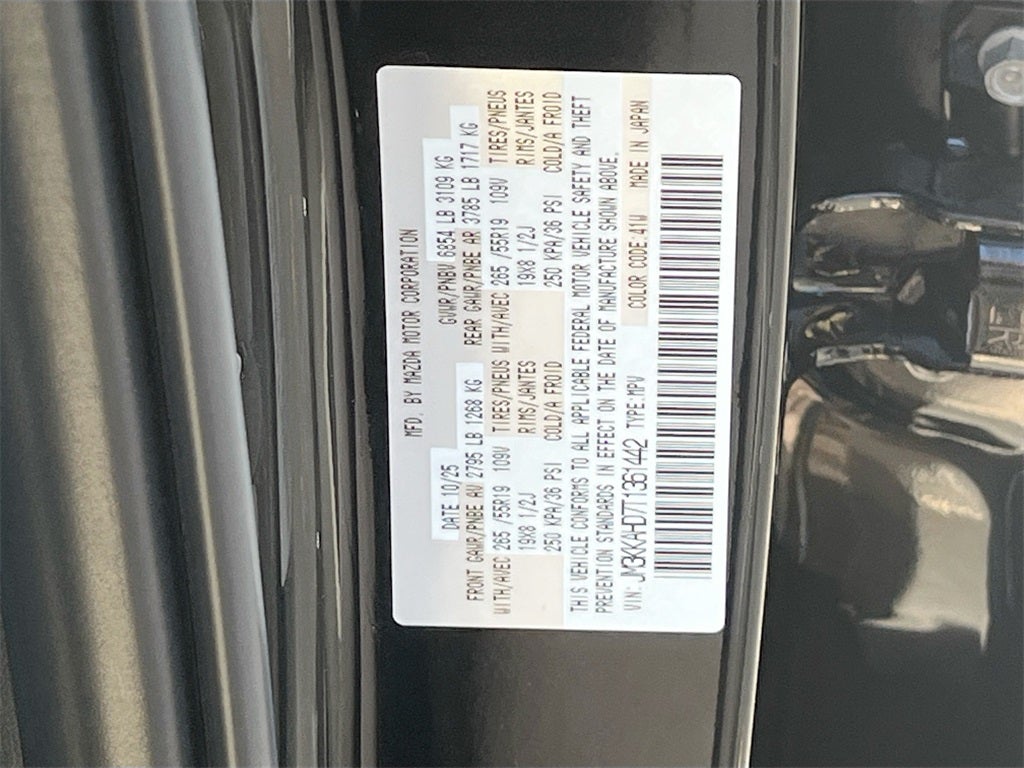 MFD. BY MAZDA MOTOR CORPORATION
DATE 10/25 GVWR/PNBV 6854 LB 3109 KG
FRONT GAWR/PNBE AV 2795 LB 1268 KG REAR GAWR/PNBE AR 3785 LB 1717 KG
WITH/AVEC 265 /55R19 109V TIRES/PNEUS WITH/AVEC 265 /55R19 109V TIRES/PNEUS
19X8 1/2J RIMS/JANTES 19X8 1/2J RIMS/JANTES
250 KPA/36 PSI COLD/A FROID 250 KPA/36 PSI COLD/A FROID
THIS VEHICLE CONFORMS TO ALL APPLICABLE FEDERAL MOTOR VEHICLE SAFETY AND THEFT
PREVENTION STANDARDS IN EFFECT ON THE DATE OF MANUFACTURE SHOWN ABOVE.
VIN: JM3KKAHD7T1361442 TYPE:MPV COLOR CODE:41W MADE IN JAPAN